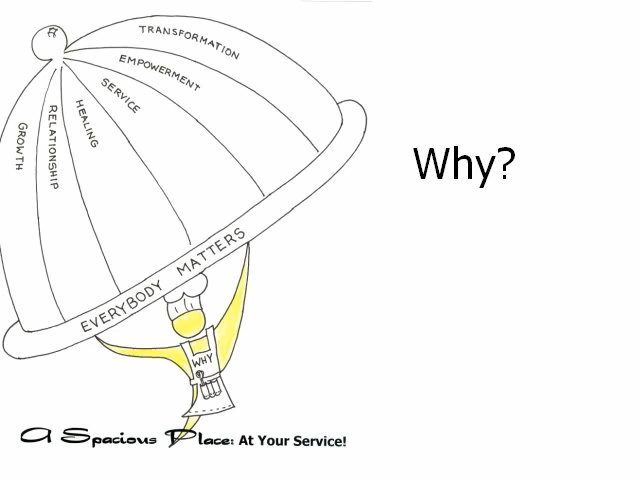 TRANSFORMATION
EMPOWERMENT
SERVICE
HEALING
RELATIONSHIP
GROWTH
Why?
EVERYBODY MATTERS
WHY
A Spacious Place: At Your Service!